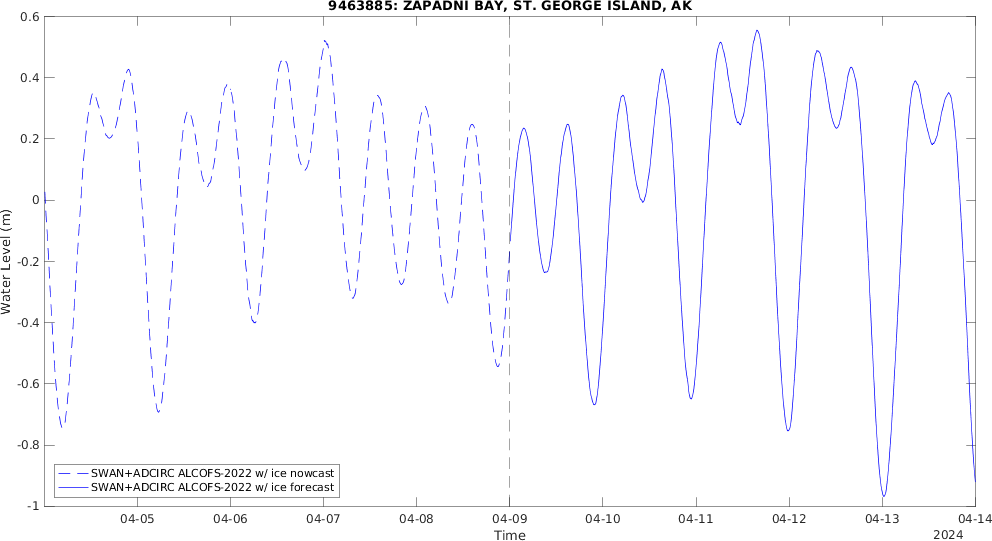 9463885: ZAPADNI BAY, ST. GEORGE ISLAND, AK
0.6
0.4
0.2
0
-0.2
-0.4
-0.6
-0.8
-1
Water Level (m)
SWAN+ADCIRC ALCOFS-2022 w/ ice nowcast
SWAN+ADCIRC ALCOFS-2022 w/ ice forecast
04-05 04-06 04-07 04-08 04-09 04-10 04-11 04-12 04-13 04-14
Time
2024